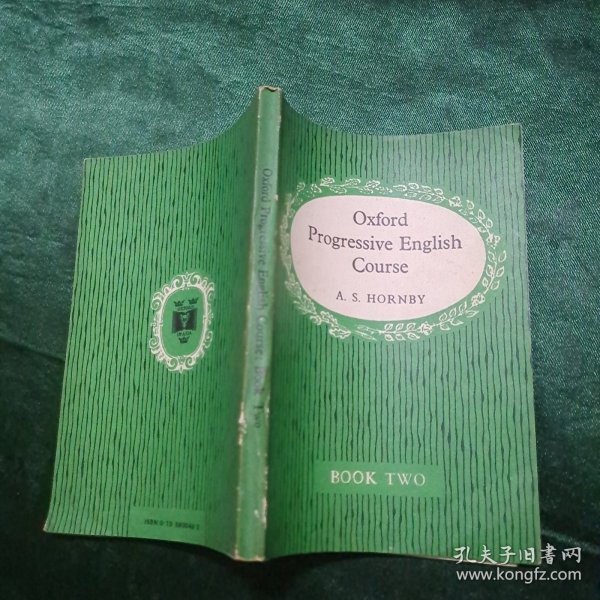 Oxford
Progressive English
Course
A. S. HORNBY
BOOK TWO
Oxford Progressive English Course: Book Two
孔夫子旧书网
www.kongfz.com